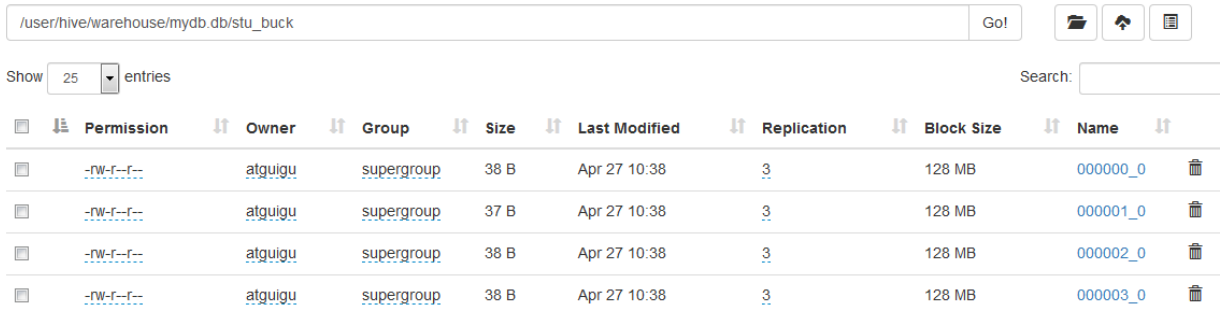 /user/hive/warehouse/mydb.db/stu_buck Go!
Show 25 entries Search:
Permission Owner Group Size Last Modified Replication Block Size Name
-rw-r--r-- atguigu supergroup 38 B Apr 27 10:38 3 128 MB 000000_0
-rw-r--r-- atguigu supergroup 37 B Apr 27 10:38 3 128 MB 000001_0
-rw-r--r-- atguigu supergroup 38 B Apr 27 10:38 3 128 MB 000002_0
-rw-r--r-- atguigu supergroup 38 B Apr 27 10:38 3 128 MB 000003_0